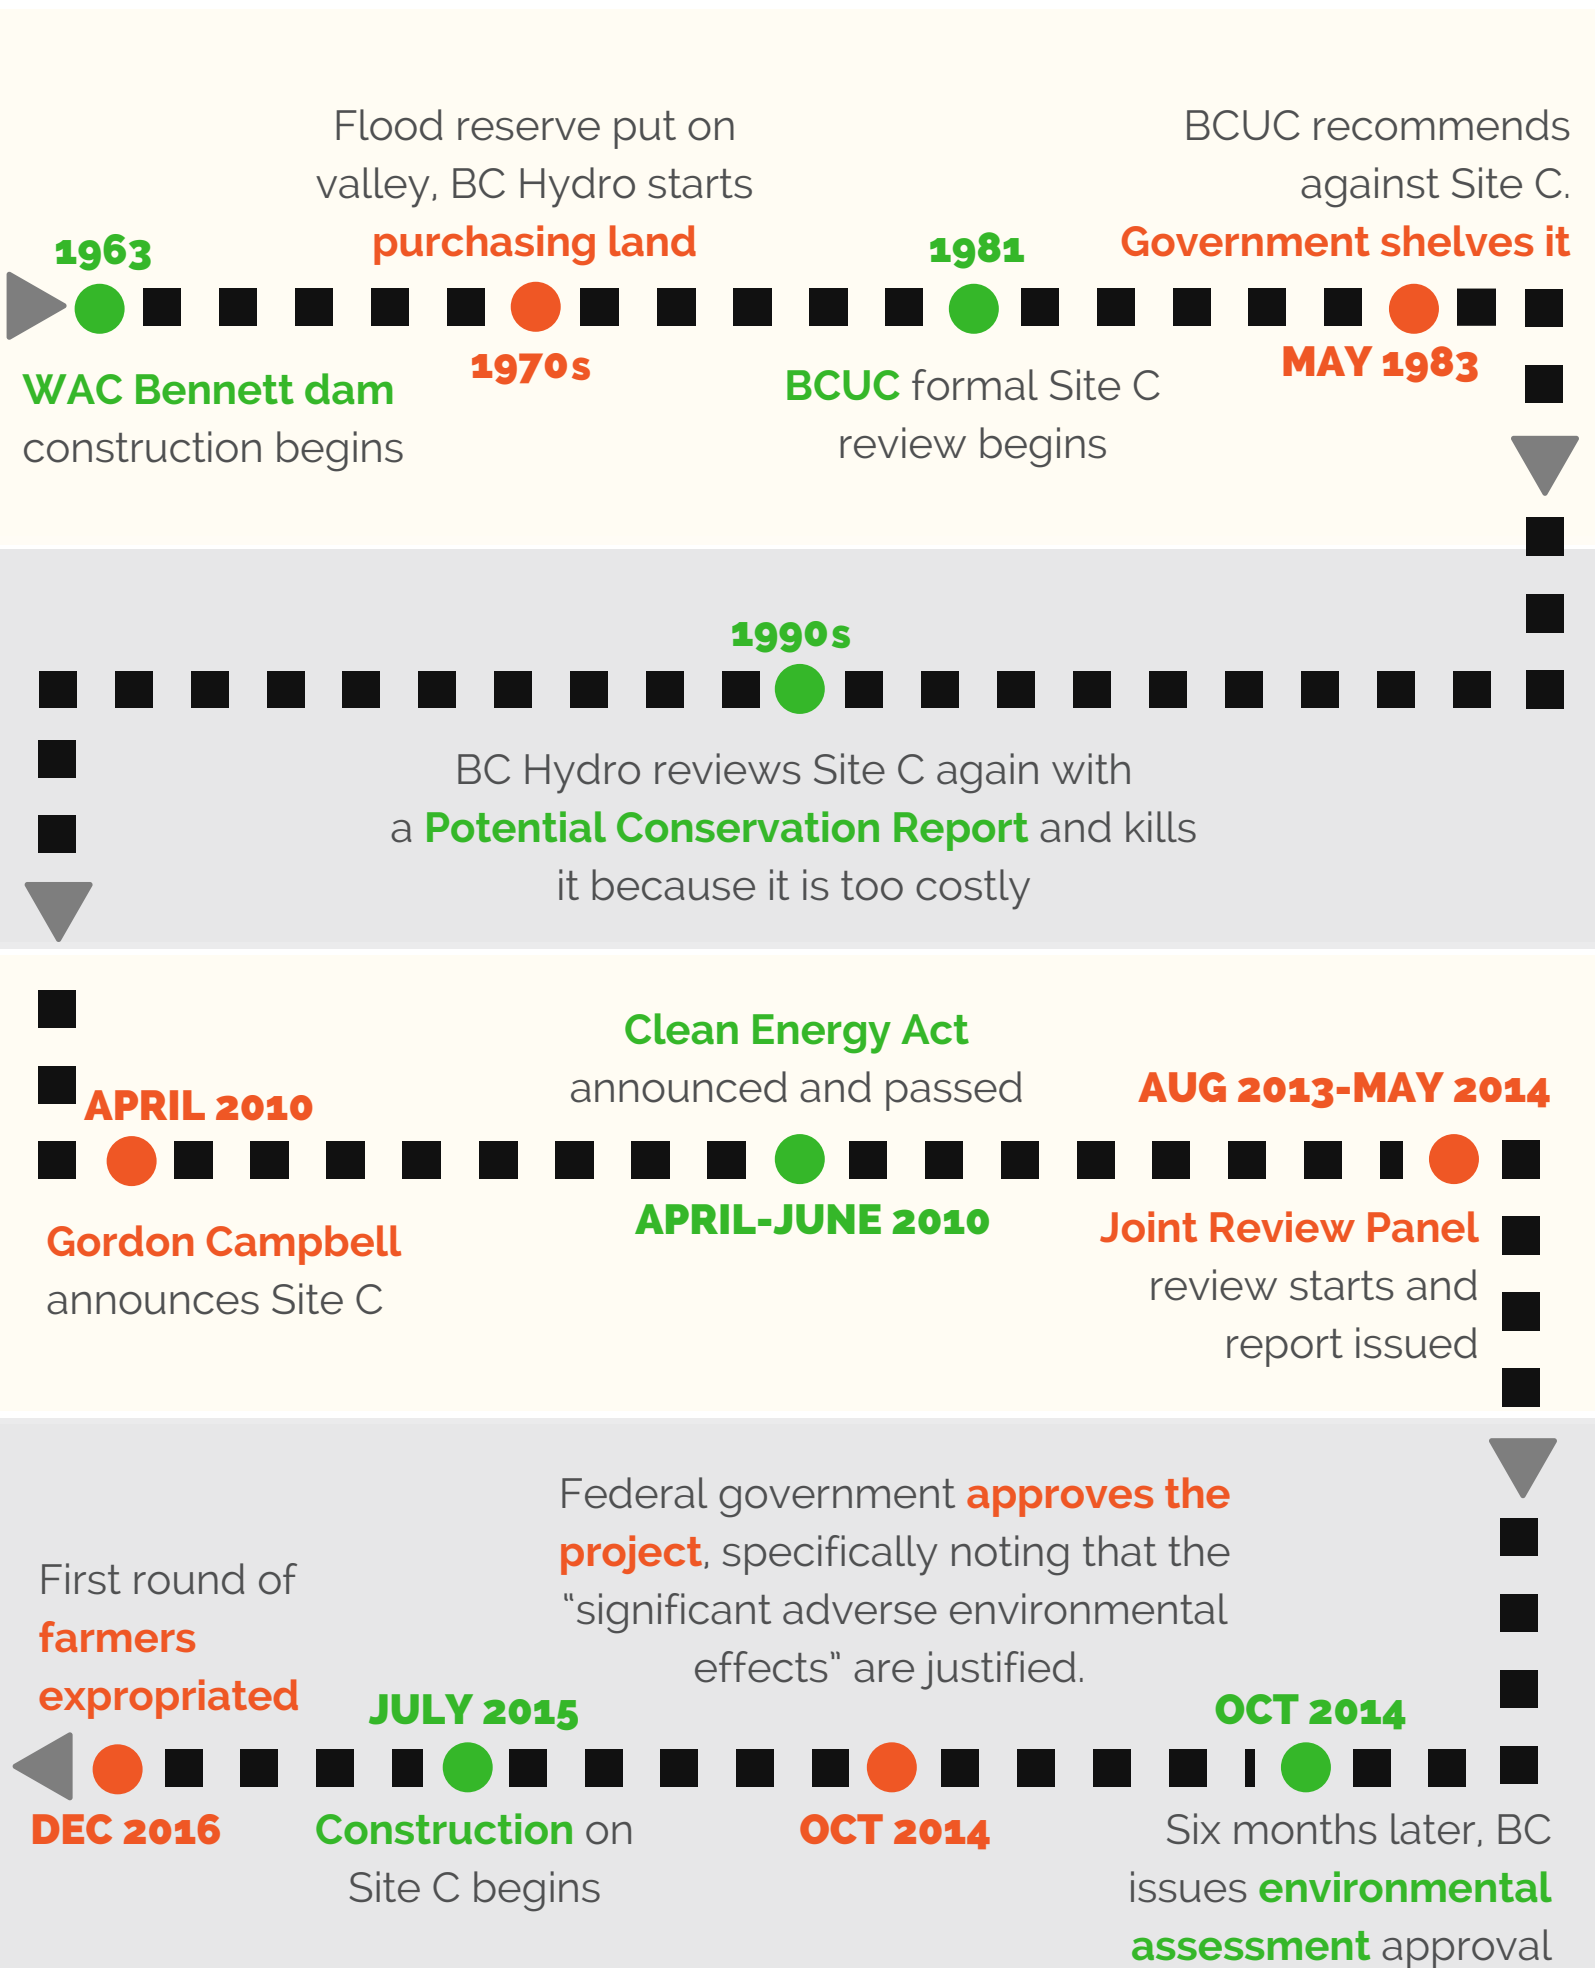 1963
WAC Bennett dam
construction begins
Flood reserve put on
valley, BC Hydro starts
purchasing land
1970s
1981
BCUC formal Site C
review begins
BCUC recommends
against Site C.
Government shelves it
MAY 1983
1990s
BC Hydro reviews Site C again with
a Potential Conservation Report and kills
it because it is too costly
APRIL 2010
Gordon Campbell
announces Site C
Clean Energy Act
announced and passed
APRIL-JUNE 2010
AUG 2013-MAY 2014
Joint Review Panel
review starts and
report issued
OCT 2014
Six months later, BC
issues environmental
assessment approval
Federal government approves the
project, specifically noting that the
“significant adverse environmental
effects” are justified.
OCT 2014
JULY 2015
Construction on
Site C begins
First round of
farmers
expropriated
DEC 2016